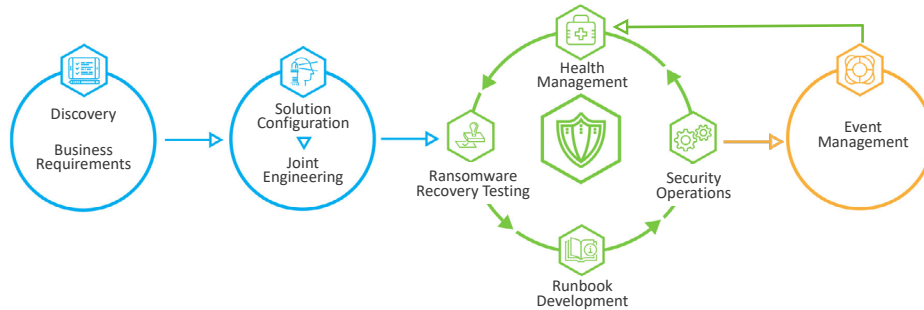 Discovery
Business
Requirements
Solution
Configuration
Joint
Engineering
Health
Management
Ransomware
Recovery Testing
Security
Operations
Runbook
Development
Event
Management